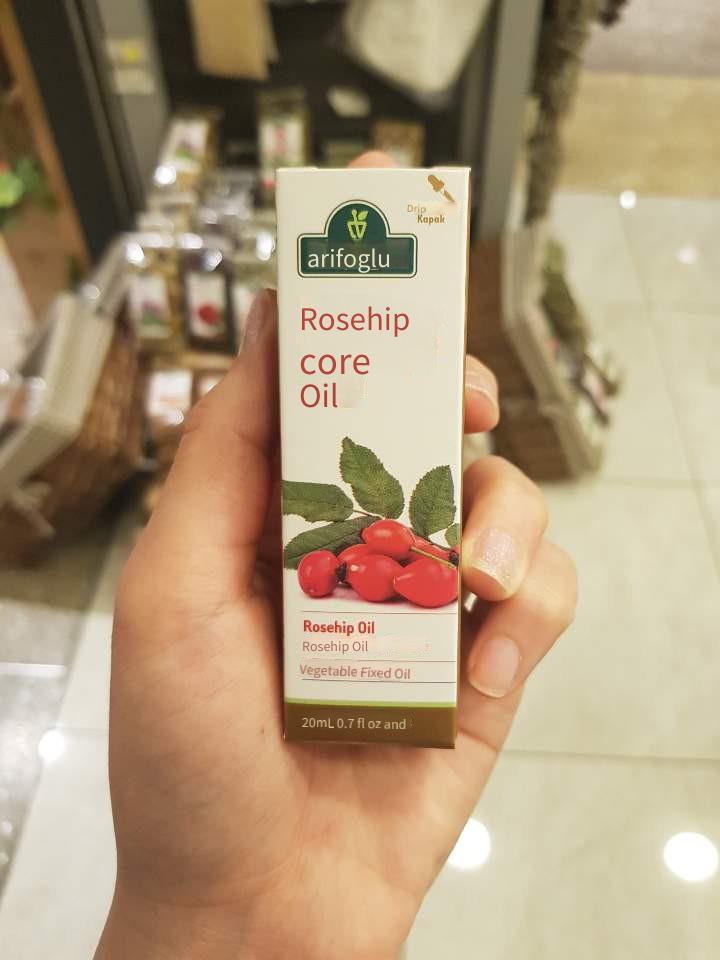 Drip
Kapak
arifoglu
Rosehip
core
Oil
Rosehip Oil
Rosehip Oil
Vegetable Fixed Oil
20mL 0.7 fl oz and